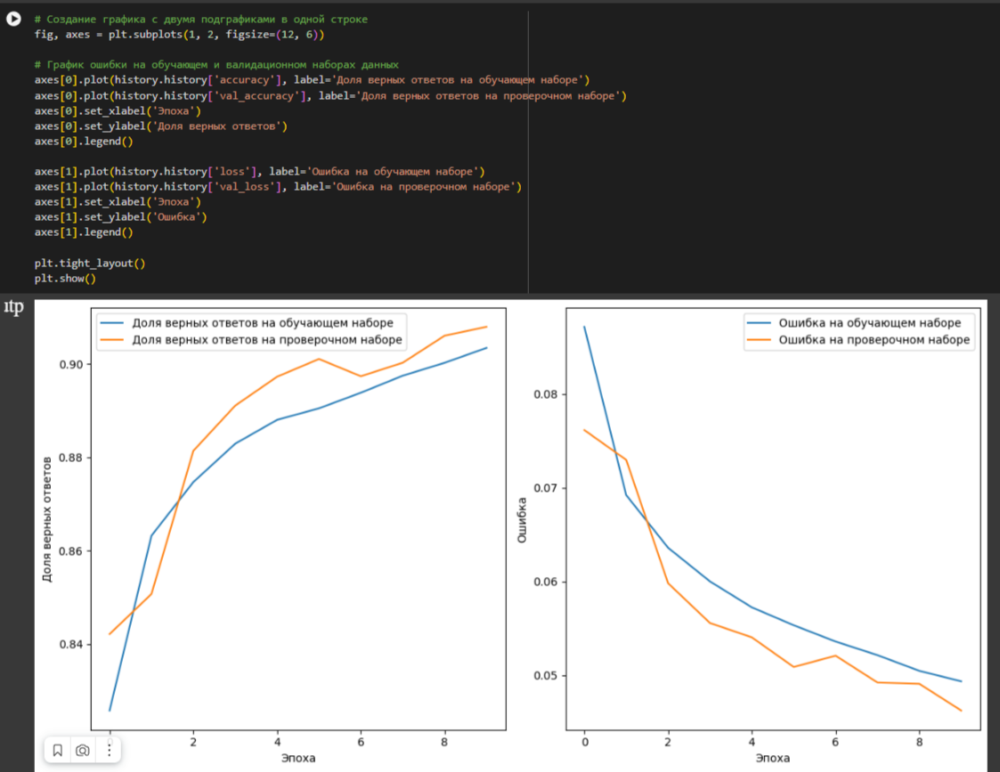 # Создание графика с двумя подграфиками в одной строке
fig, axes = plt.subplots(1, 2, figsize=(12, 6))
# График ошибки на обучающем и валидационном наборах данных
axes[0].plot(history.history['accuracy'], label='Доля верных ответов на обучающем наборе')
axes[0].plot(history.history['val_accuracy'], label='Доля верных ответов на проверочном наборе')
axes[0].set_xlabel('Эпоха')
axes[0].set_ylabel('Доля верных ответов')
axes[0].legend()
axes[1].plot(history.history['loss'], label='Ошибка на обучающем наборе')
axes[1].plot(history.history['val_loss'], label='Ошибка на проверочном наборе')
axes[1].set_xlabel('Эпоха')
axes[1].set_ylabel('Ошибка')
axes[1].legend()
plt.tight_layout()
plt.show()
Доля верных ответов на обучающем наборе
Доля верных ответов на проверочном наборе
0.90
0.88
0.86
0.84
Доля верных ответов
0 2 4 6 8
Эпоха
Ошибка на обучающем наборе
Ошибка на проверочном наборе
0.08
0.07
0.06
0.05
Ошибка
0 2 4 6 8
Эпоха